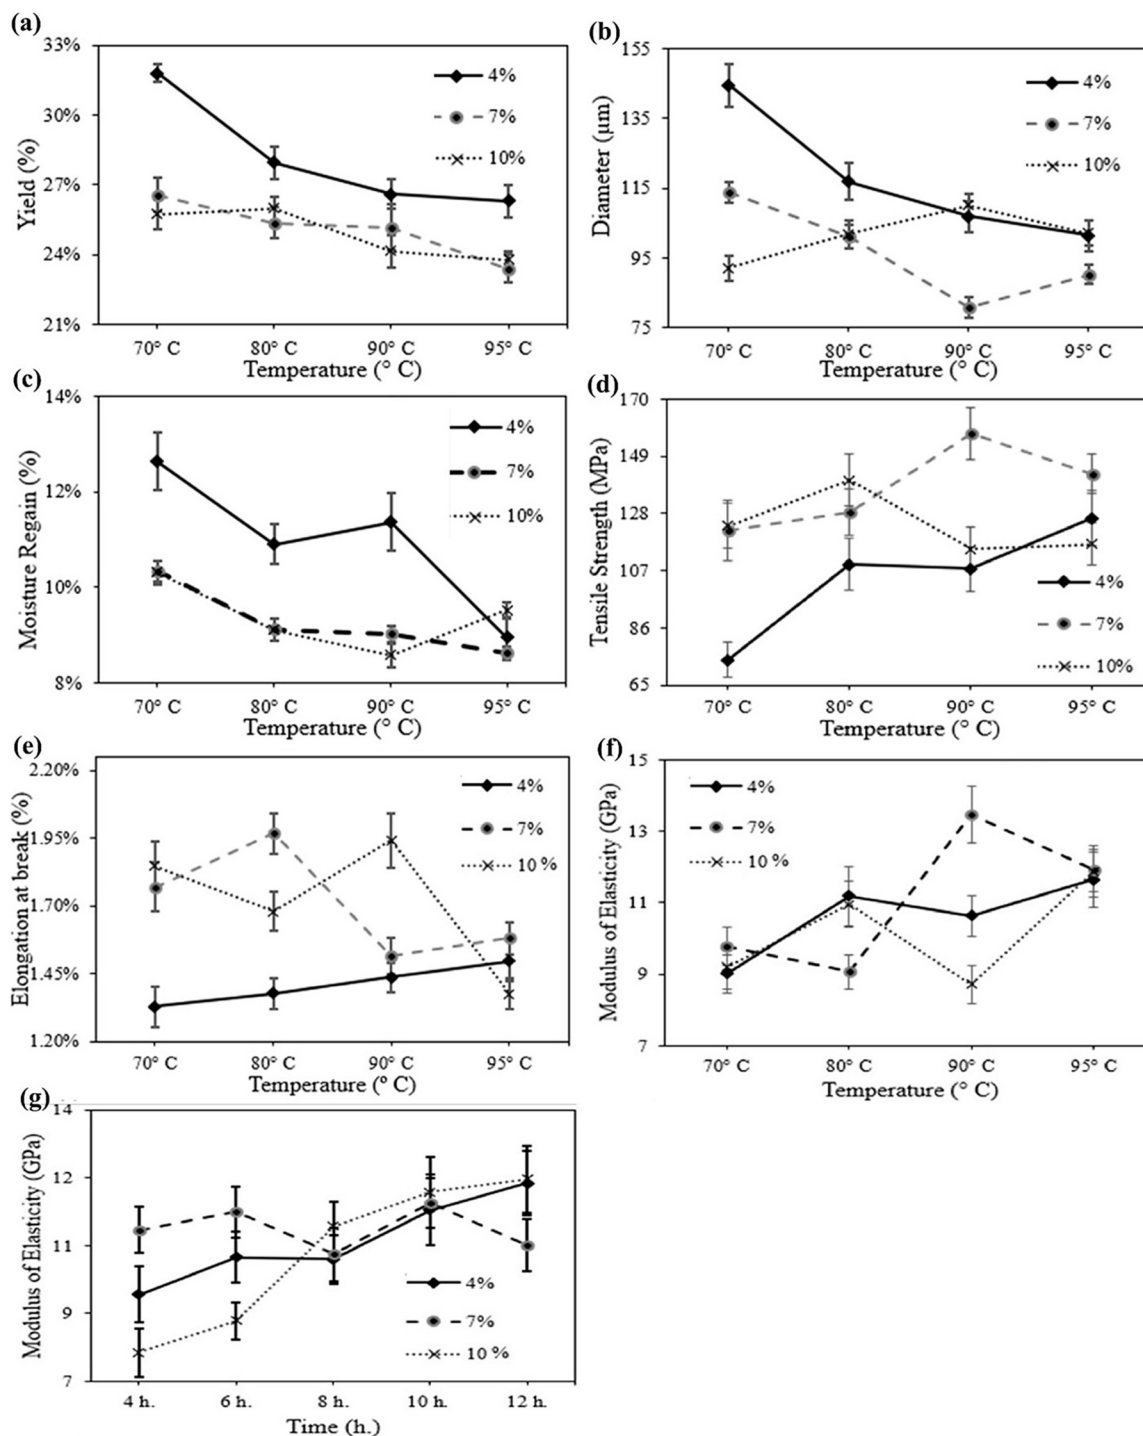 (a)
33%
30%
27%
24%
21%
Yield (%)
4%
7%
10%
70° C
80° C
90° C
95° C
Temperature (° C)
(b)
155
135
115
95
75
Diameter (μm)
4%
7%
10%
70° C
80° C
90° C
95° C
Temperature (° C)
(c)
14%
12%
10%
8%
Moisture Regain (%)
4%
7%
10%
70° C
80° C
90° C
95° C
Temperature (° C)
(d)
170
149
128
107
86
65
Tensile Strength (MPa)
4%
7%
10%
70° C
80° C
90° C
95° C
Temperature (° C)
(e)
2.20%
1.95%
1.70%
1.45%
1.20%
Elongation at break (%)
4%
7%
10 %
70° C
80° C
90° C
95° C
Temperature (° C)
(f)
15
13
11
9
7
Modulus of Elasticity (GPa)
4%
7%
10 %
70° C
80° C
90° C
95° C
Temperature (° C)
(g)
14
12
11
9
7
Modulus of Elasticity (GPa)
4%
7%
10 %
4 h.
6 h.
8 h.
10 h.
12 h.
Time (h.)